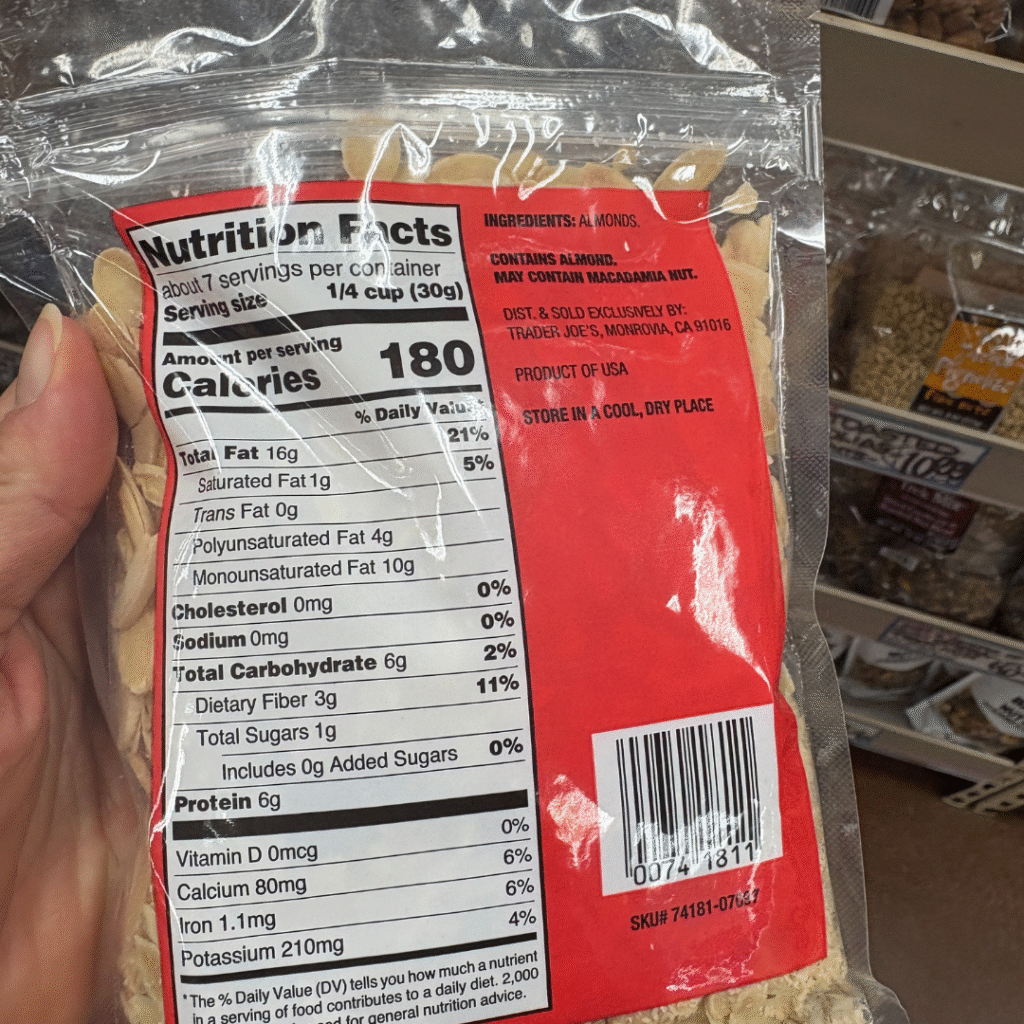 Nutrition Facts
about 7 servings per container
Serving size 1/4 cup (30g)
Amount per serving
Calories 180
% Daily Value*
Total Fat 16g 21%
Saturated Fat 1g 5%
Trans Fat 0g
Polyunsaturated Fat 4g
Monounsaturated Fat 10g
Cholesterol 0mg 0%
Sodium 0mg 0%
Total Carbohydrate 6g 2%
Dietary Fiber 3g 11%
Total Sugars 1g
Includes 0g Added Sugars 0%
Protein 6g
Vitamin D 0mcg 0%
Calcium 80mg 6%
Iron 1.1mg 6%
Potassium 210mg 4%
*The % Daily Value (DV) tells you how much a nutrient
in a serving of food contributes to a daily diet. 2,000
for general nutrition advice.
INGREDIENTS: ALMONDS.
CONTAINS ALMOND.
MAY CONTAIN MACADAMIA NUT.
DIST. & SOLD EXCLUSIVELY BY:
TRADER JOE'S, MONROVIA, CA 91016
PRODUCT OF USA
STORE IN A COOL, DRY PLACE
0074 1811
SKU#